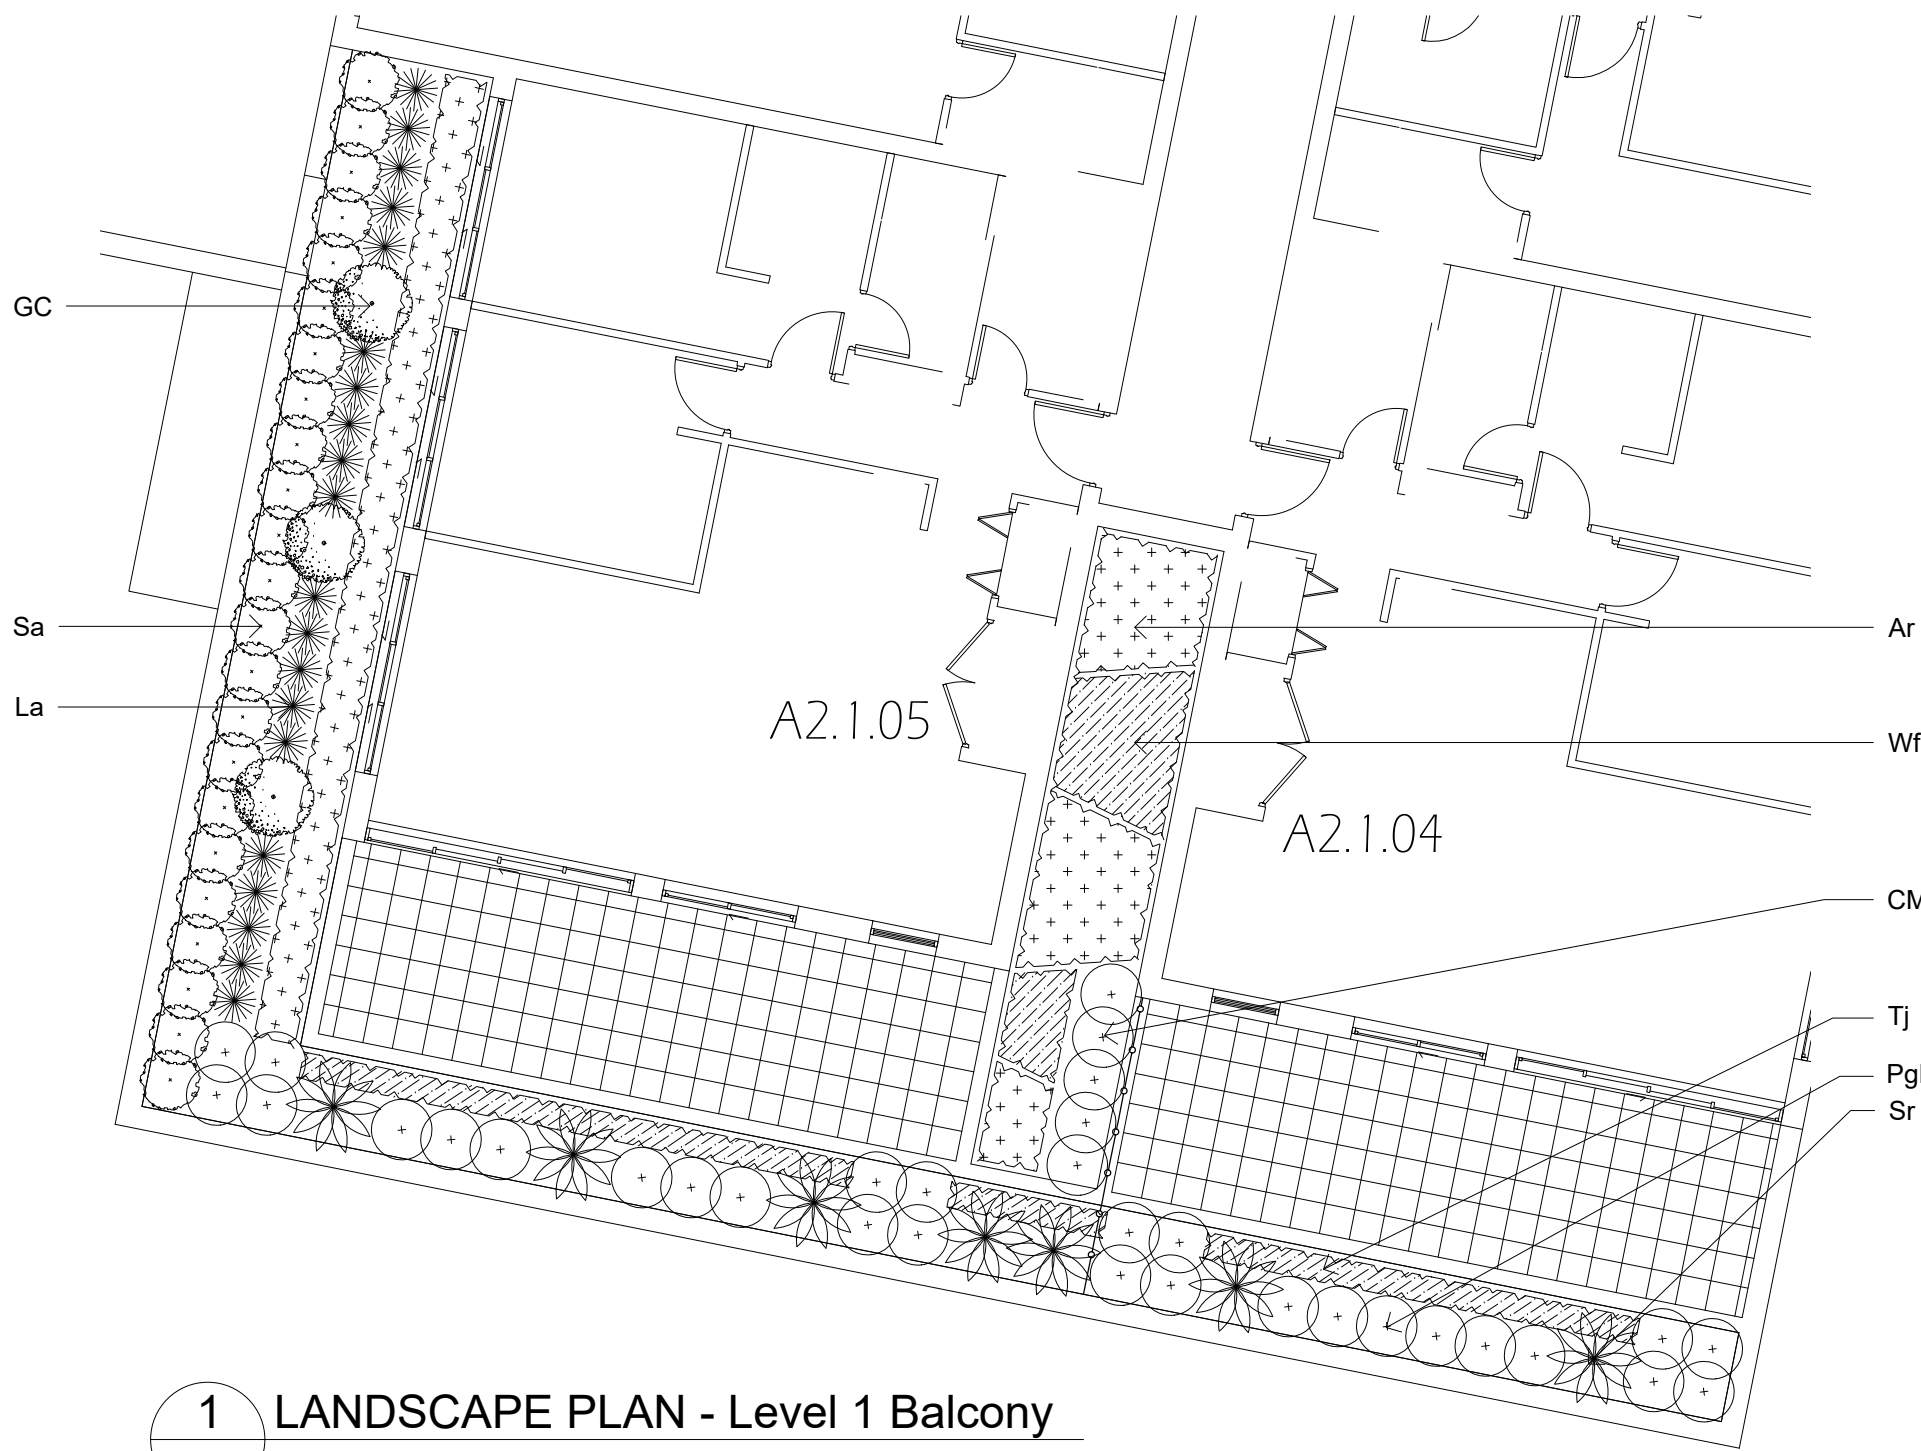 GC
Sa
La
A2.1.05
A2.1.04
Ar
Wf
CM
Tj
Sr
1
LANDSCAPE PLAN - Level 1 Balcony